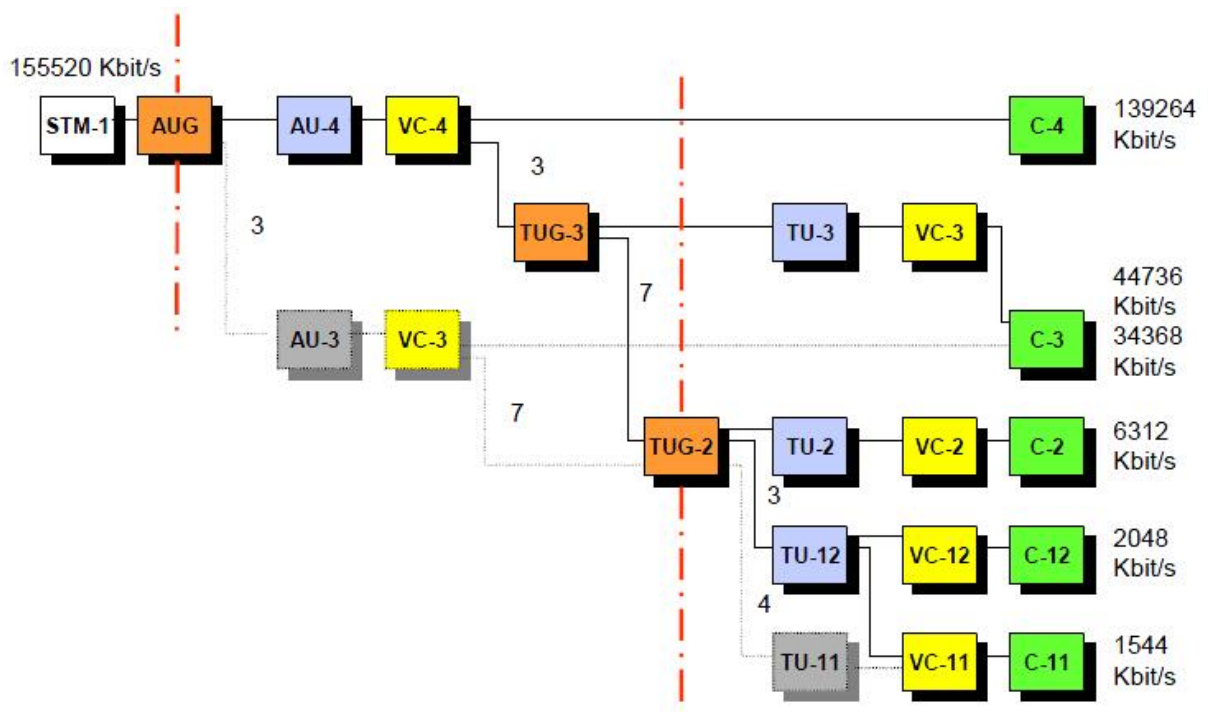 155520 Kbit/s
STM-1 AUG AU-4 VC-4 C-4 139264
Kbit/s
3
3 TUG-3 TU-3 VC-3
44736
7 Kbit/s
AU-3 VC-3 C-3 34368
Kbit/s
7
TUG-2 TU-2 VC-2 C-2 6312
Kbit/s
3
TU-12 VC-12 C-12 2048
Kbit/s
4
TU-11 VC-11 C-11 1544
Kbit/s